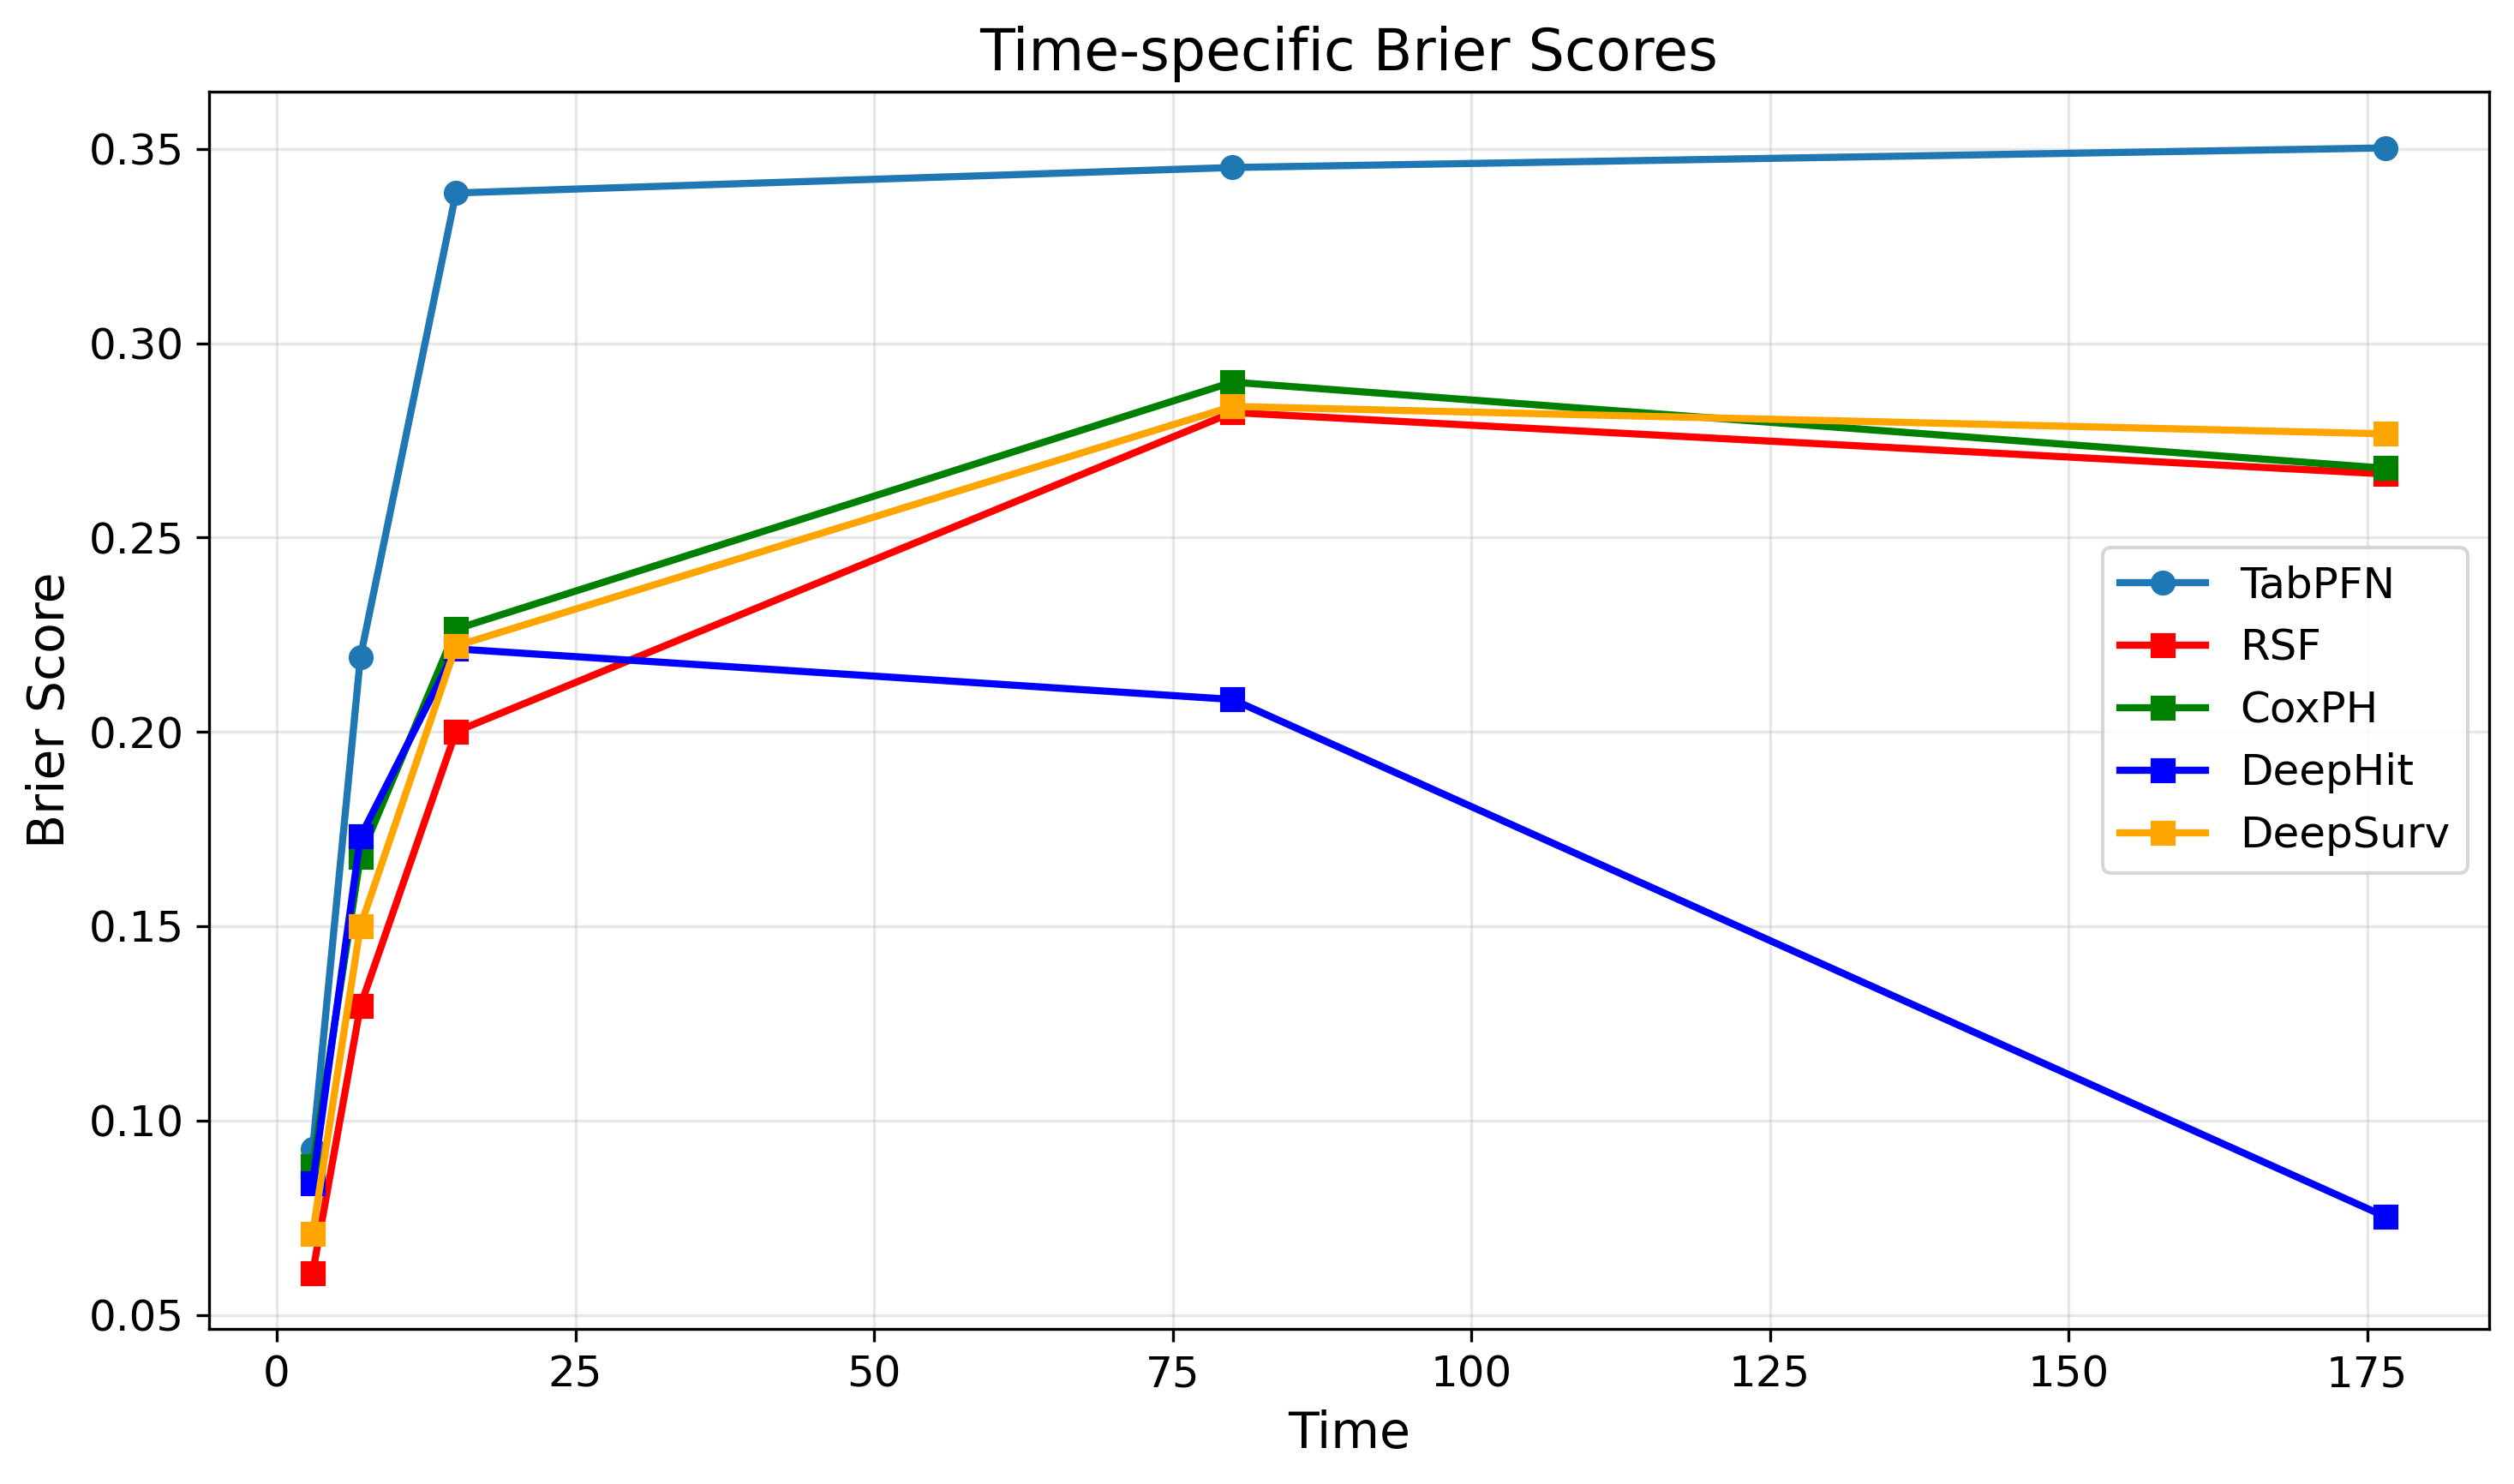 Time-specific Brier Scores
Brier Score
0.35
0.30
0.25
0.20
0.15
0.10
0.05
TabPFN
RSF
CoxPH
DeepHit
DeepSurv
0 25 50 75 100 125 150 175
Time